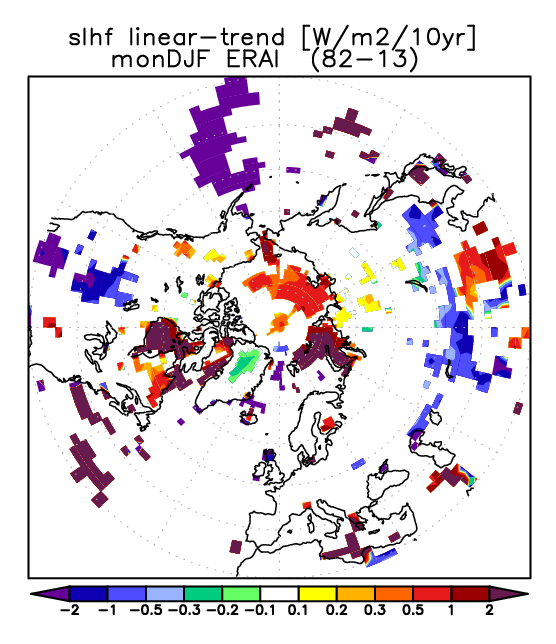 slhf linear-trend [W/m2/10yr]
monDJF ERAI (82-13)
-2 -1 -0.5 -0.3 -0.2 -0.1 0.1 0.2 0.3 0.5 1 2